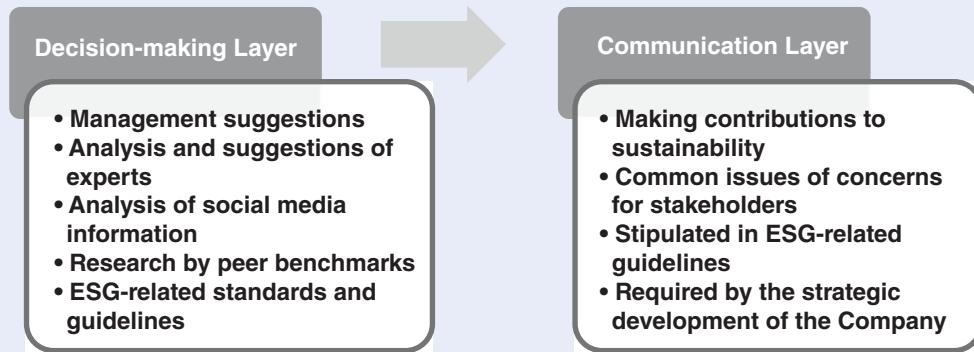 Decision-making Layer
• Management suggestions
• Analysis and suggestions of
experts
• Analysis of social media
information
• Research by peer benchmarks
• ESG-related standards and
guidelines
Communication Layer
• Making contributions to
sustainability
• Common issues of concerns
for stakeholders
• Stipulated in ESG-related
guidelines
• Required by the strategic
development of the Company